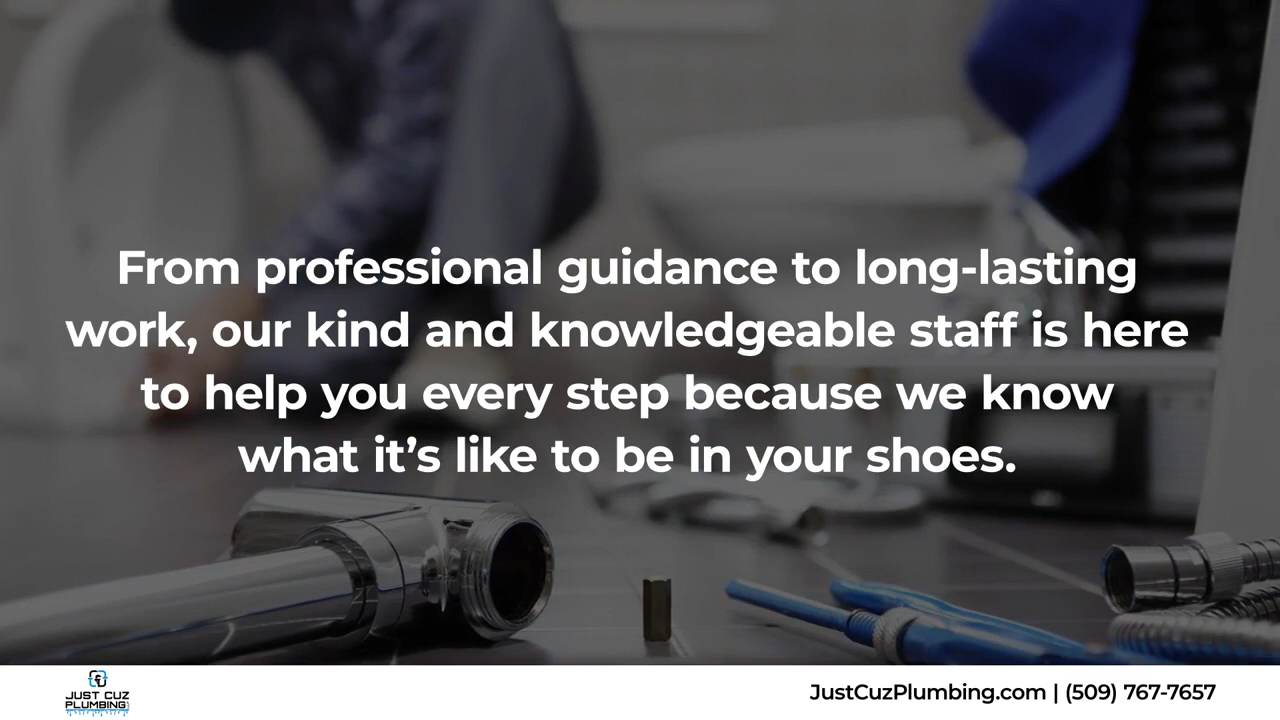 From professional guidance to long-lasting
work, our kind and knowledgeable staff is here
to help you every step because we know
what it’s like to be in your shoes.
JUST CUZ
PLUMBING
JustCuzPlumbing.com | (509) 767-7657